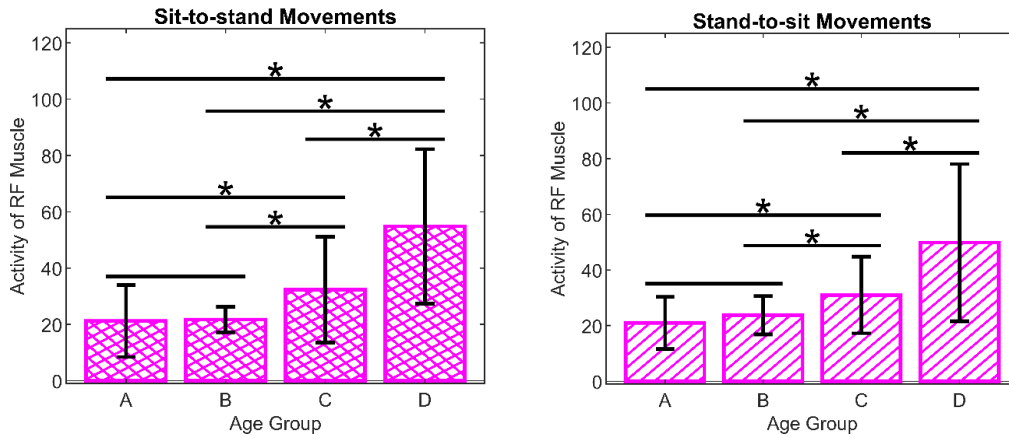 Sit-to-stand Movements
120
100
80
60
40
20
0
Activity of RF Muscle
*
*
*
*
*
A
B
C
D
Age Group
Stand-to-sit Movements
120
100
80
60
40
20
0
Activity of RF Muscle
*
*
*
*
*
A
B
C
D
Age Group